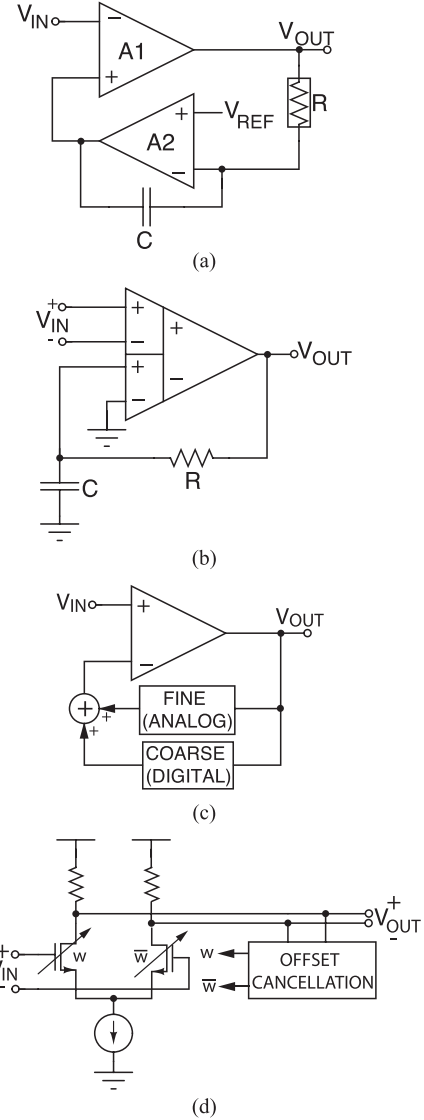 VIN
−
A1
VOUT
+
R
+
VREF
A2
−
C
(a)
+
VIN
-
+
−
+
−
+
−
VOUT
R
C
(b)
VIN
+
−
VOUT
+
+
+
FINE
(ANALOG)
COARSE
(DIGITAL)
(c)
+
VIN
-
w
w̅
+
VOUT
-
w
w̅
OFFSET
CANCELLATION
(d)